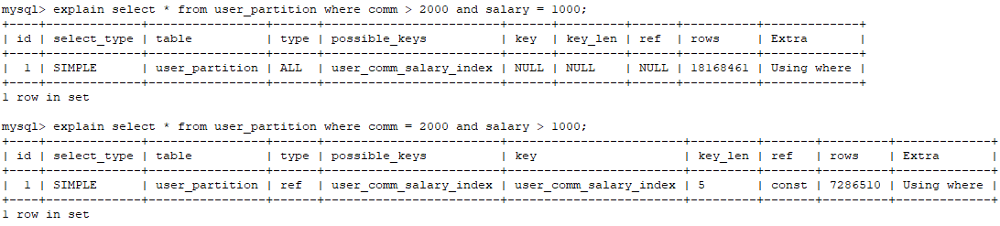 mysql> explain select * from user_partition where comm > 2000 and salary = 1000;
+----+-------------+----------------+------+------------------------+------+---------+------+----------+-------------+
| id | select_type | table          | type | possible_keys          | key  | key_len | ref  | rows     | Extra       |
+----+-------------+----------------+------+------------------------+------+---------+------+----------+-------------+
|  1 | SIMPLE      | user_partition | ALL  | user_comm_salary_index | NULL | NULL    | NULL | 18168461 | Using where |
+----+-------------+----------------+------+------------------------+------+---------+------+----------+-------------+
1 row in set
mysql> explain select * from user_partition where comm = 2000 and salary > 1000;
+----+-------------+----------------+------+------------------------+------------------------+---------+-------+---------+-------------+
| id | select_type | table          | type | possible_keys          | key                    | key_len | ref   | rows    | Extra       |
+----+-------------+----------------+------+------------------------+------------------------+---------+-------+---------+-------------+
|  1 | SIMPLE      | user_partition | ref  | user_comm_salary_index | user_comm_salary_index | 5       | const | 7286510 | Using where |
+----+-------------+----------------+------+------------------------+------------------------+---------+-------+---------+-------------+
1 row in set